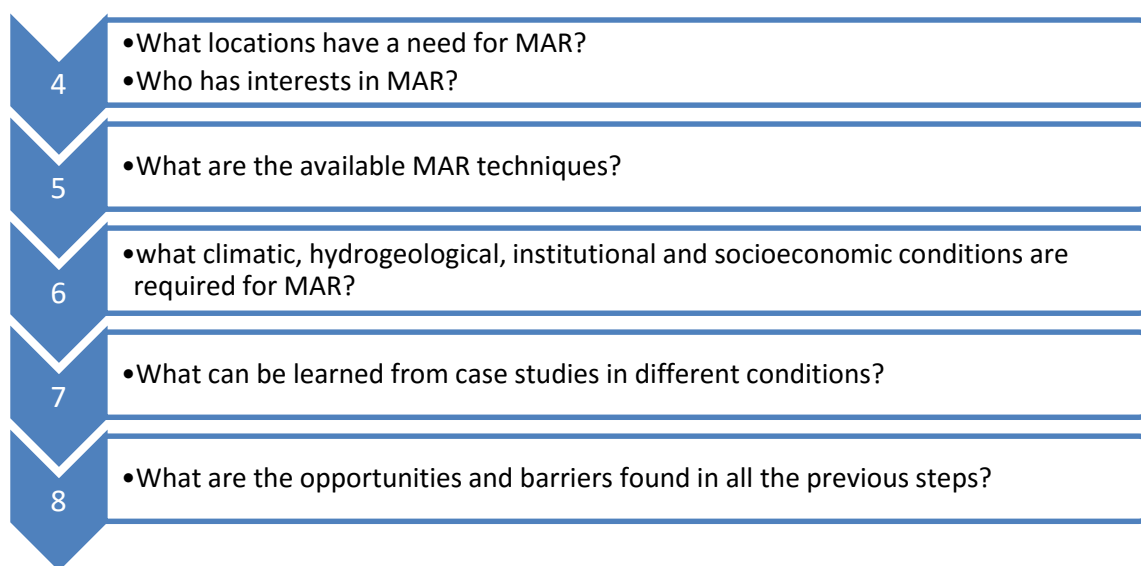 4
•What locations have a need for MAR?
•Who has interests in MAR?
5
•What are the available MAR techniques?
6
•what climatic, hydrogeological, institutional and socioeconomic conditions are
required for MAR?
7
•What can be learned from case studies in different conditions?
8
•What are the opportunities and barriers found in all the previous steps?